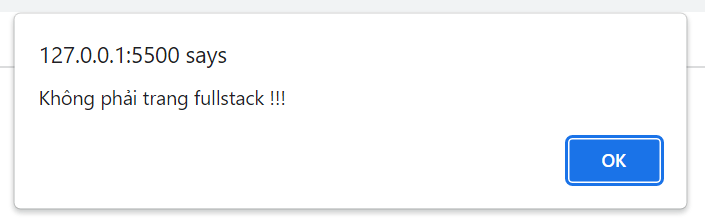 127.0.0.1:5500 says
Không phải trang fullstack !!!
OK